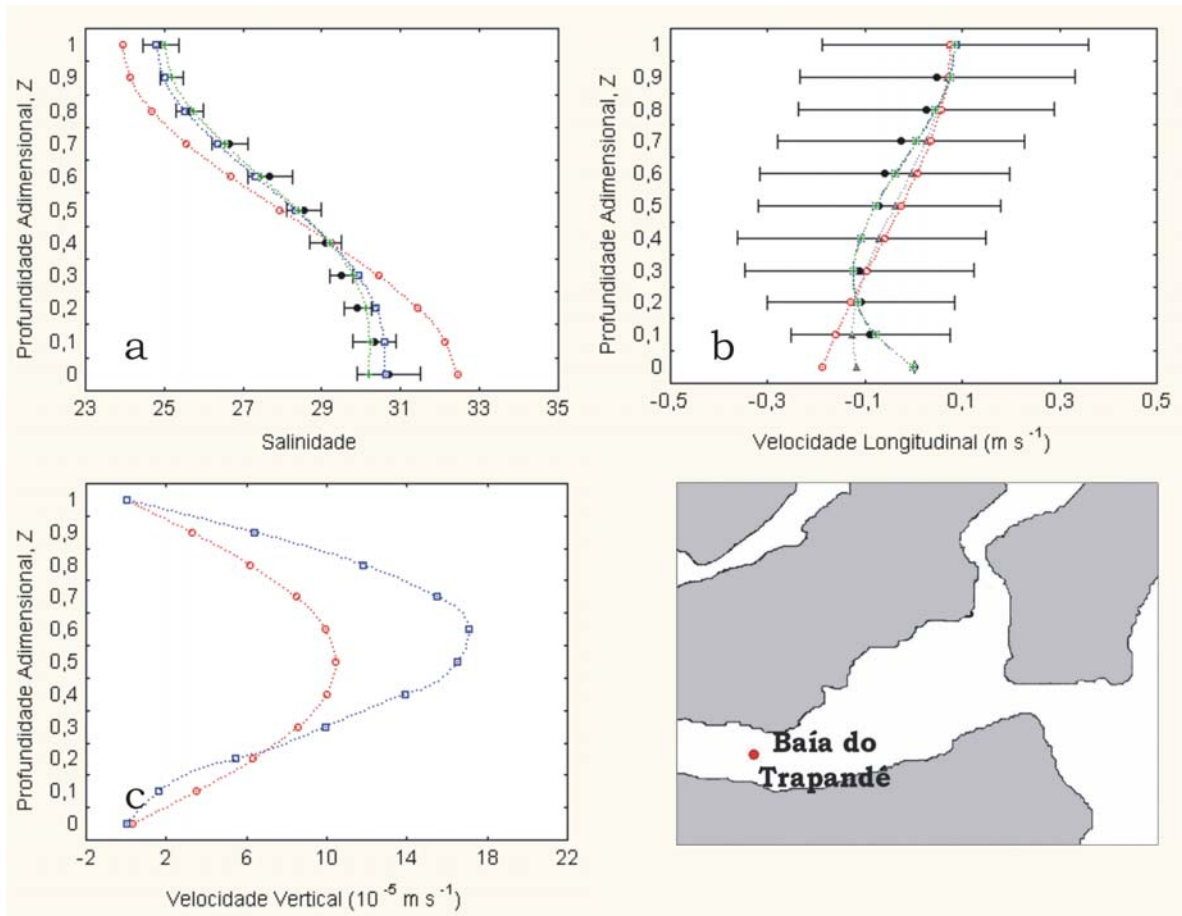 Profundidade Adimensional, Z
1
0,9
0,8
0,7
0,6
0,5
0,4
0,3
0,2
0,1
0
a
23 25 27 29 31 33 35
Salinidade
Profundidade Adimensional, Z
1
0,9
0,8
0,7
0,6
0,5
0,4
0,3
0,2
0,1
0
b
-0,5 -0,3 -0,1 0,1 0,3 0,5
Velocidade Longitudinal (m s⁻¹)
Profundidade Adimensional, Z
1
0,9
0,8
0,7
0,6
0,5
0,4
0,3
0,2
0,1
0
c
-2 2 6 10 14 18 22
Velocidade Vertical (10⁻⁵ m s⁻¹)
Baía do
Trapandé